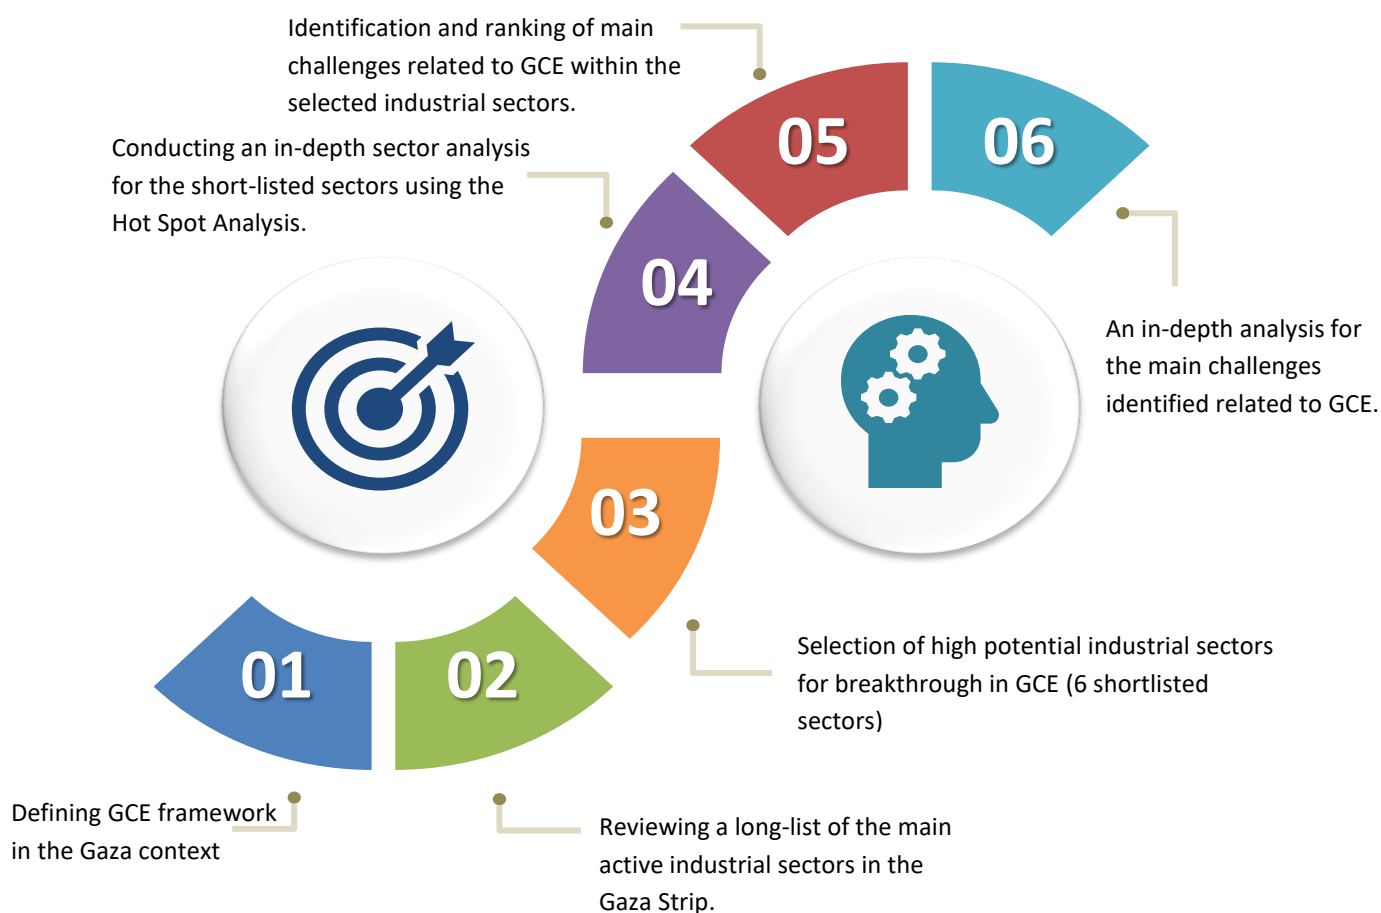 Identification and ranking of main
challenges related to GCE within the
selected industrial sectors.
05
06
Conducting an in-depth sector analysis
for the short-listed sectors using the
Hot Spot Analysis.
04
An in-depth analysis for
the main challenges
identified related to GCE.
03
Selection of high potential industrial sectors
for breakthrough in GCE (6 shortlisted
sectors)
01
02
Defining GCE framework
in the Gaza context
Reviewing a long-list of the main
active industrial sectors in the
Gaza Strip.